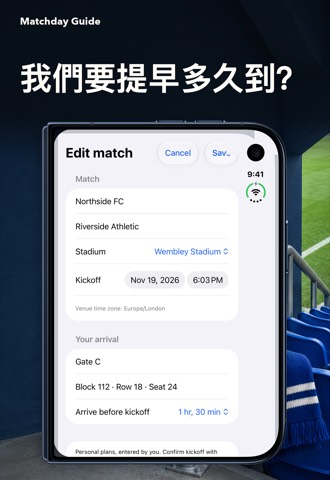 Matchday Guide
我們要提早多久到？
Edit match
Cancel
Sav..
9:41
Match
Northside FC
Riverside Athletic
Stadium
Wembley Stadium
Kickoff
Nov 19, 2026
6:03 PM
Venue time zone: Europe/London
Your arrival
Gate C
Block 112 · Row 18 · Seat 24
Arrive before kickoff
1 hr, 30 min
Personal plans, entered by you. Confirm kickoff with